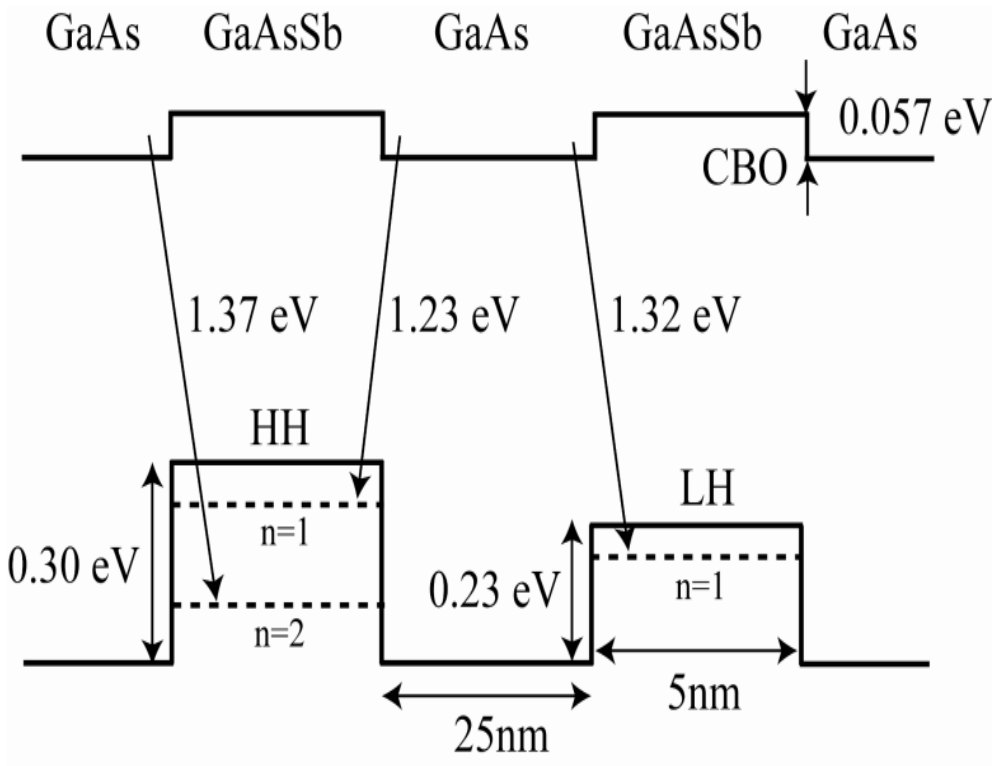 GaAs GaAsSb GaAs GaAsSb GaAs
0.057 eV
CBO
1.37 eV 1.23 eV 1.32 eV
HH
LH
n=1
0.30 eV
0.23 eV
n=1
n=2
5nm
25nm